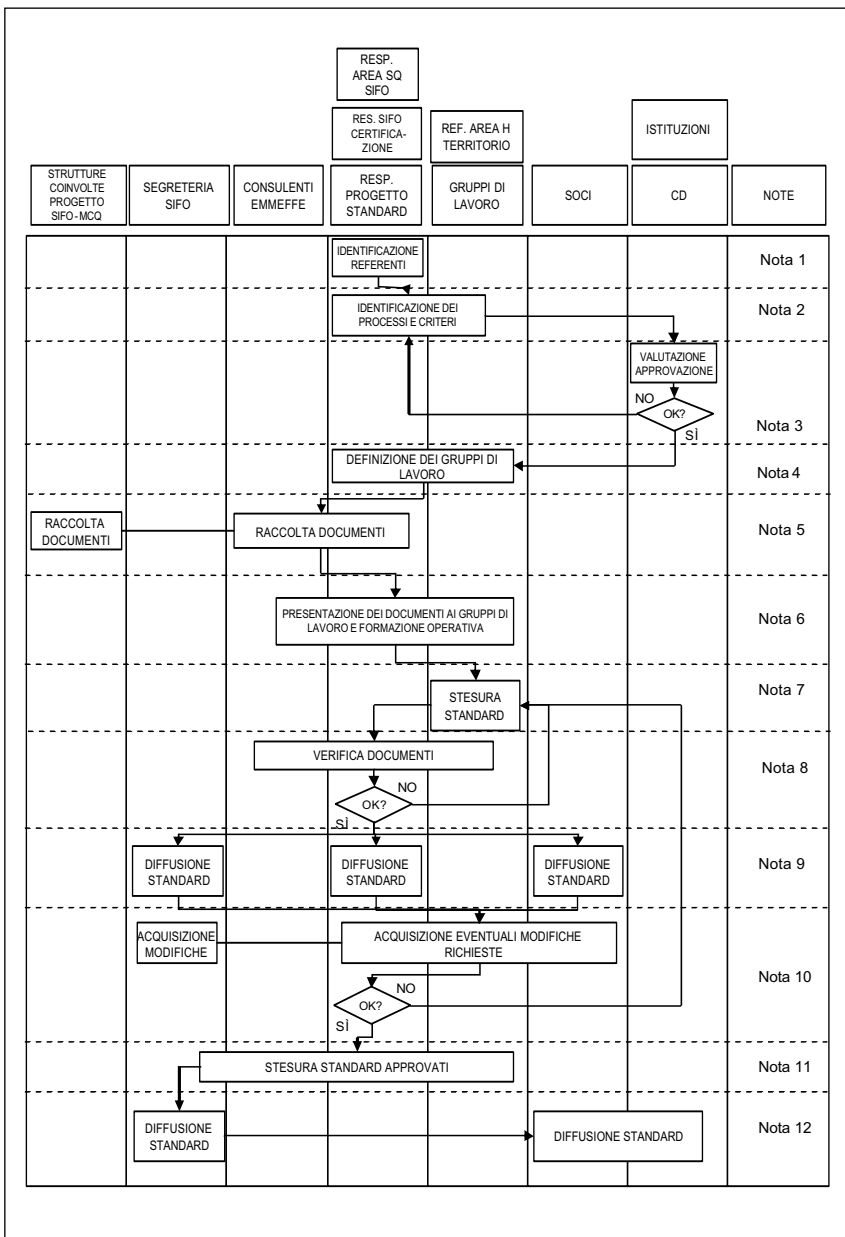 RESP.
AREA SQ
SIFO
RES. SIFO
CERTIFICA-
ZIONE
REF. AREA H
TERRITORIO
ISTITUZIONI
STRUTTURE
COINVOLTE
PROGETTO
SIFO-MCQ
SEGRETERIA
SIFO
CONSULENTI
EMMEFFE
RESP.
PROGETTO
STANDARD
GRUPPI DI
LAVORO
SOCI
CD
NOTE
IDENTIFICAZIONE
REFERENTI
Nota 1
IDENTIFICAZIONE DEI
PROCESSI E CRITERI
Nota 2
VALUTAZIONE
APPROVAZIONE
NO
OK?
SÌ
Nota 3
DEFINIZIONE DEI GRUPPI DI
LAVORO
Nota 4
RACCOLTA
DOCUMENTI
RACCOLTA DOCUMENTI
Nota 5
PRESENTAZIONE DEI DOCUMENTI AI GRUPPI DI
LAVORO E FORMAZIONE OPERATIVA
Nota 6
STESURA
STANDARD
Nota 7
VERIFICA DOCUMENTI
Nota 8
NO
OK?
SÌ
DIFFUSIONE
STANDARD
DIFFUSIONE
STANDARD
DIFFUSIONE
STANDARD
Nota 9
ACQUISIZIONE
MODIFICHE
ACQUISIZIONE EVENTUALI MODIFICHE
RICHIESTE
NO
OK?
SÌ
Nota 10
STESURA STANDARD APPROVATI
Nota 11
DIFFUSIONE
STANDARD
DIFFUSIONE STANDARD
Nota 12